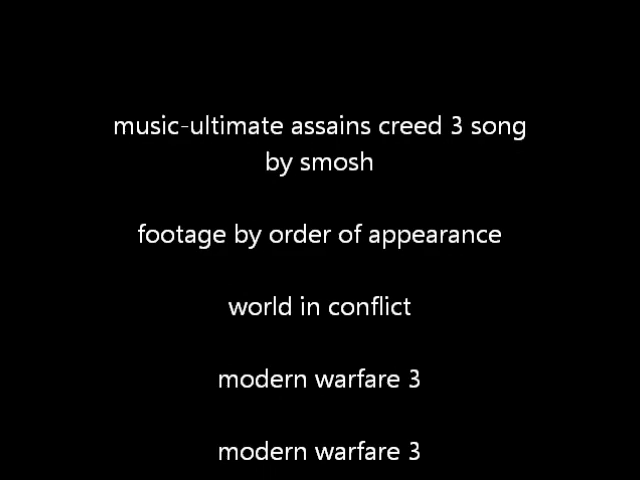 music-ultimate assains creed 3 song
by smosh
footage by order of appearance
world in conflict
modern warfare 3
modern warfare 3